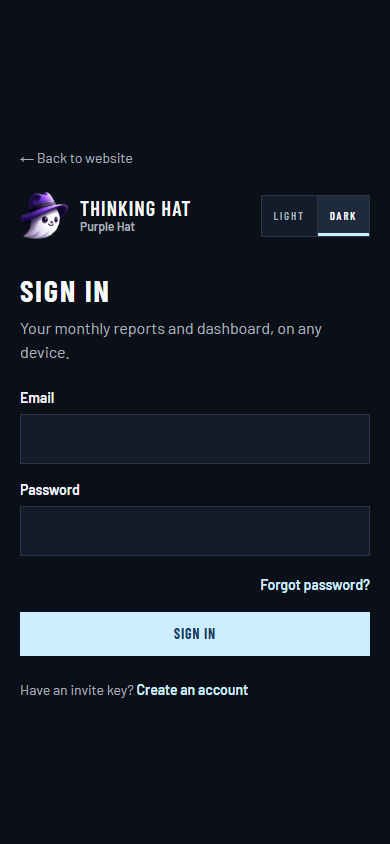 ← Back to website
THINKING HAT
Purple Hat
LIGHT
DARK
SIGN IN
Your monthly reports and dashboard, on any
device.
Email
Password
Forgot password?
SIGN IN
Have an invite key? Create an account